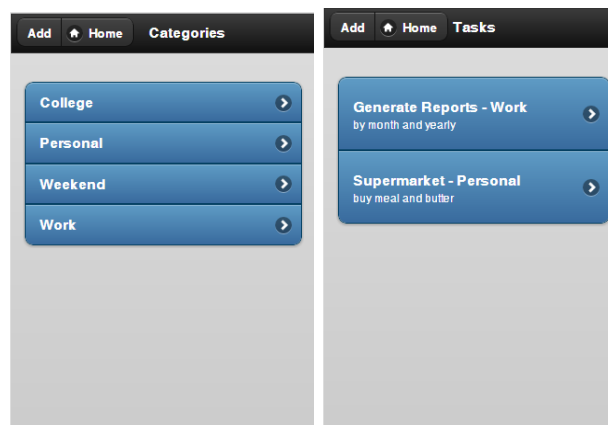 Add Home Categories
College
Personal
Weekend
Work
Add Home Tasks
Generate Reports - Work
by month and yearly
Supermarket - Personal
buy meal and butter